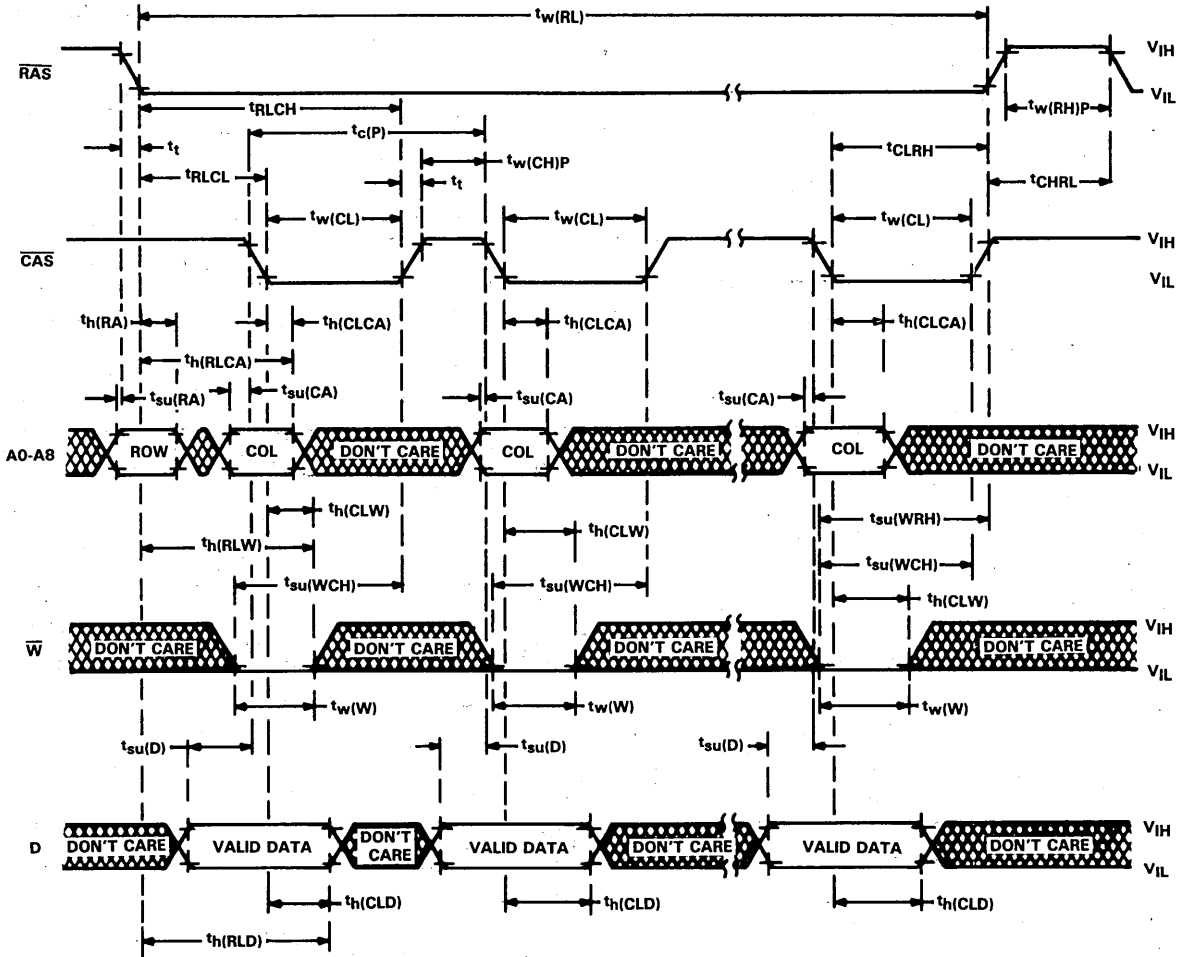 tw(RL)
RAS
VIH
VIL
tRLCH
tw(RH)P
tc(P)
tt
tw(CH)P
tCLRH
tRLCL
tt
tCHRL
tw(CL) tw(CL) tw(CL)
CAS
VIH
VIL
th(RA) th(CLCA) th(CLCA) th(CLCA)
th(RLCA)
tsu(RA) tsu(CA) tsu(CA) tsu(CA)
A0-A8 ROW COL DON'T CARE COL DON'T CARE COL DON'T CARE
VIH
VIL
th(CLW) tsu(WRH)
th(CLW)
th(RLW)
tsu(WCH) tsu(WCH) tsu(WCH)
th(CLW)
W DON'T CARE DON'T CARE DON'T CARE DON'T CARE
VIH
VIL
tw(W) tw(W) tw(W)
tsu(D) tsu(D) tsu(D)
D DON'T CARE VALID DATA DON'T CARE VALID DATA DON'T CARE VALID DATA DON'T CARE
VIH
VIL
th(CLD) th(CLD) th(CLD)
th(RLD)